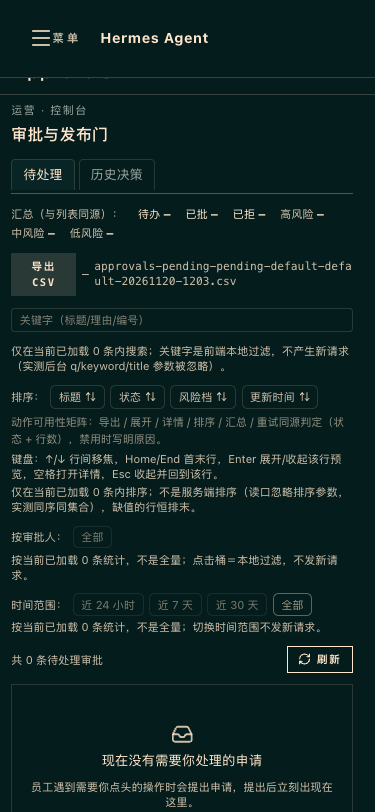 菜单
Hermes Agent
运营 · 控制台
审批与发布门
待处理
历史决策
汇总（与列表同源）： 待办 — 已批 — 已拒 — 高风险 —
中风险 — 低风险 —
导出
CSV
— approvals-pending-pending-default-defa
ult-20261120-1203.csv
关键字（标题/理由/编号）
仅在当前已加载 0 条内搜索；关键字是前端本地过滤，不产生新请求
（实测后台 q/keyword/title 参数被忽略）。
排序： 标题 ⇅ 状态 ⇅ 风险档 ⇅ 更新时间 ⇅
动作可用性矩阵：导出 / 展开 / 详情 / 排序 / 汇总 / 重试同源判定（状
态 + 行数），禁用时写明原因。
键盘：↑/↓ 行间移焦，Home/End 首末行，Enter 展开/收起该行预
览，空格打开详情，Esc 收起并回到该行。
仅在当前已加载 0 条内排序；不是服务端排序（读口忽略排序参数，
实测同序同集合），缺值的行恒排末。
按审批人： 全部
按当前已加载 0 条统计，不是全量；点击桶＝本地过滤，不发新请
求。
时间范围： 近 24 小时 近 7 天 近 30 天 全部
按当前已加载 0 条统计，不是全量；切换时间范围不发新请求。
共 0 条待处理审批
刷新
现在没有需要你处理的申请
员工遇到需要你点头的操作时会提出申请，提出后立刻出现在
这里。